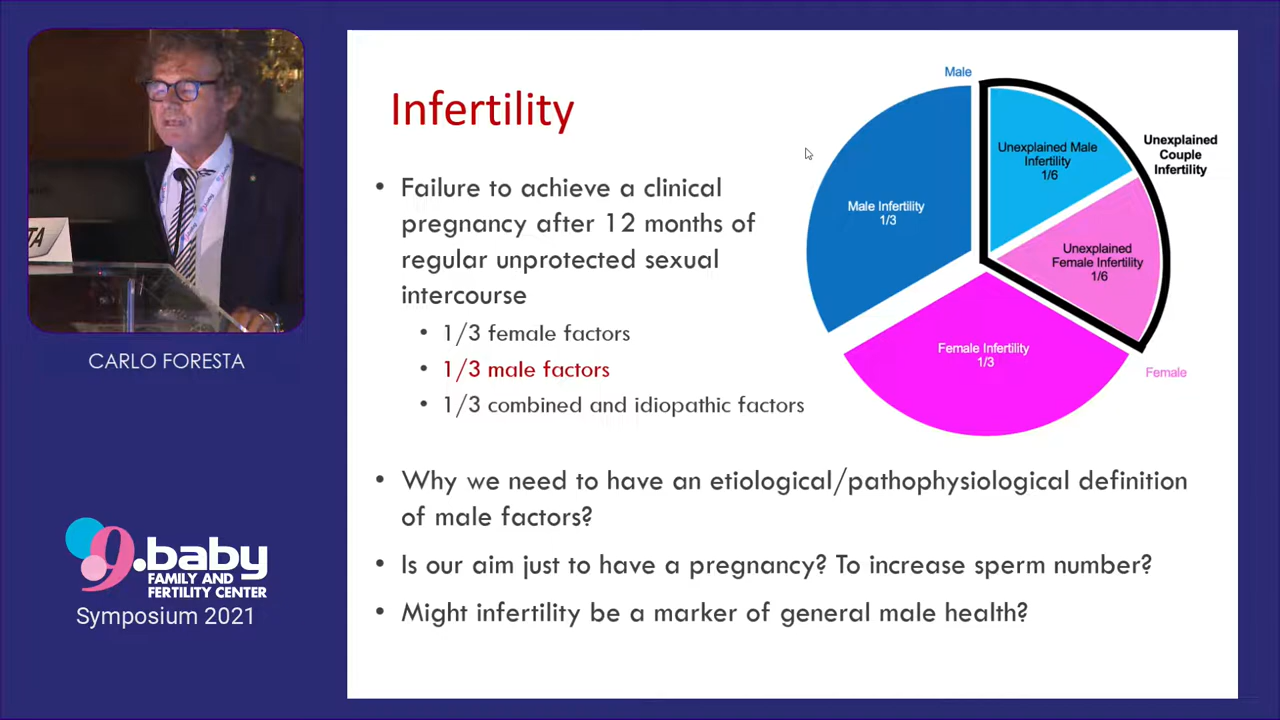 TA
CARLO FORESTA
9.baby
FAMILY AND
FERTILITY CENTER
Symposium 2021
Infertility
• Failure to achieve a clinical
pregnancy after 12 months of
regular unprotected sexual
intercourse
• 1/3 female factors
• 1/3 male factors
• 1/3 combined and idiopathic factors
Male
Male Infertility
1/3
Unexplained Male
Infertility
1/6
Unexplained
Couple
Infertility
Unexplained
Female Infertility
1/6
Female Infertility
1/3
Female
• Why we need to have an etiological/pathophysiological definition
of male factors?
• Is our aim just to have a pregnancy? To increase sperm number?
• Might infertility be a marker of general male health?